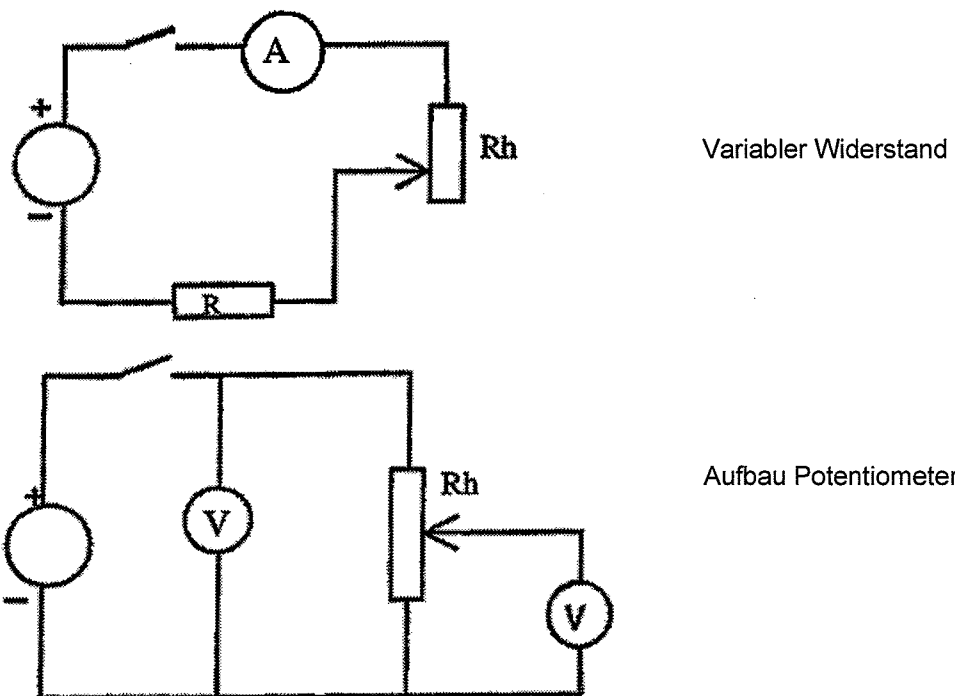 A
+
Rh
Variabler Widerstand
−
R
+
Rh
Aufbau Potentiometer
V
−
V